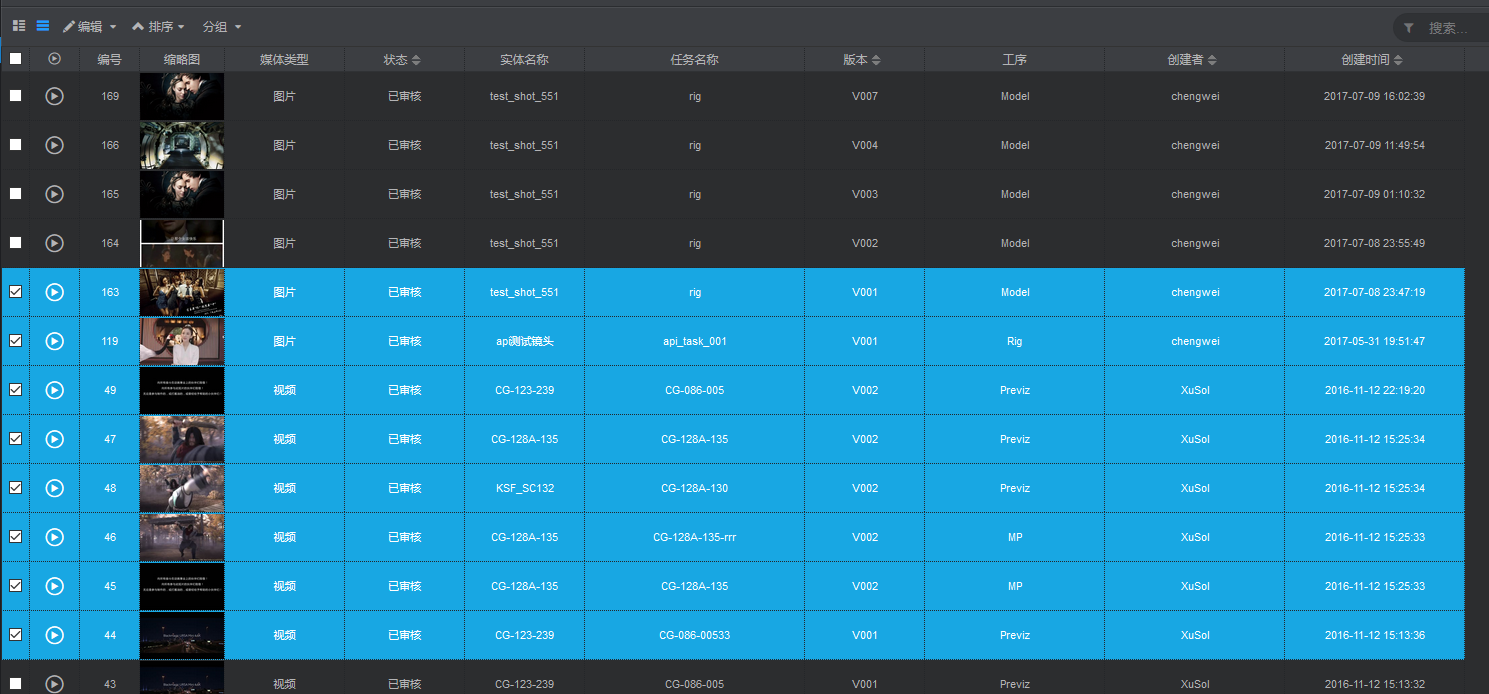 编辑 排序 分组 搜索...
编号 缩略图 媒体类型 状态 实体名称 任务名称 版本 工序 创建者 创建时间
169 图片 已审核 test_shot_551 rig V007 Model chengwei 2017-07-09 16:02:39
166 图片 已审核 test_shot_551 rig V004 Model chengwei 2017-07-09 11:49:54
165 图片 已审核 test_shot_551 rig V003 Model chengwei 2017-07-09 01:10:32
164 图片 已审核 test_shot_551 rig V002 Model chengwei 2017-07-08 23:55:49
163 图片 已审核 test_shot_551 rig V001 Model chengwei 2017-07-08 23:47:19
119 图片 已审核 api测试镜头 api_task_001 V001 Rig chengwei 2017-05-31 19:51:47
49 视频 已审核 CG-123-239 CG-086-005 V002 Previz XuSol 2016-11-12 22:19:20
47 视频 已审核 CG-128A-135 CG-128A-135 V002 Previz XuSol 2016-11-12 15:25:34
48 视频 已审核 KSF_SC132 CG-128A-130 V002 Previz XuSol 2016-11-12 15:25:34
46 视频 已审核 CG-128A-135 CG-128A-135-rrr V002 MP XuSol 2016-11-12 15:25:33
45 视频 已审核 CG-128A-135 CG-128A-135 V002 MP XuSol 2016-11-12 15:25:33
44 视频 已审核 CG-123-239 CG-086-00533 V001 Previz XuSol 2016-11-12 15:13:36
43 视频 已审核 CG-123-239 CG-086-005 V001 Previz XuSol 2016-11-12 15:13:32